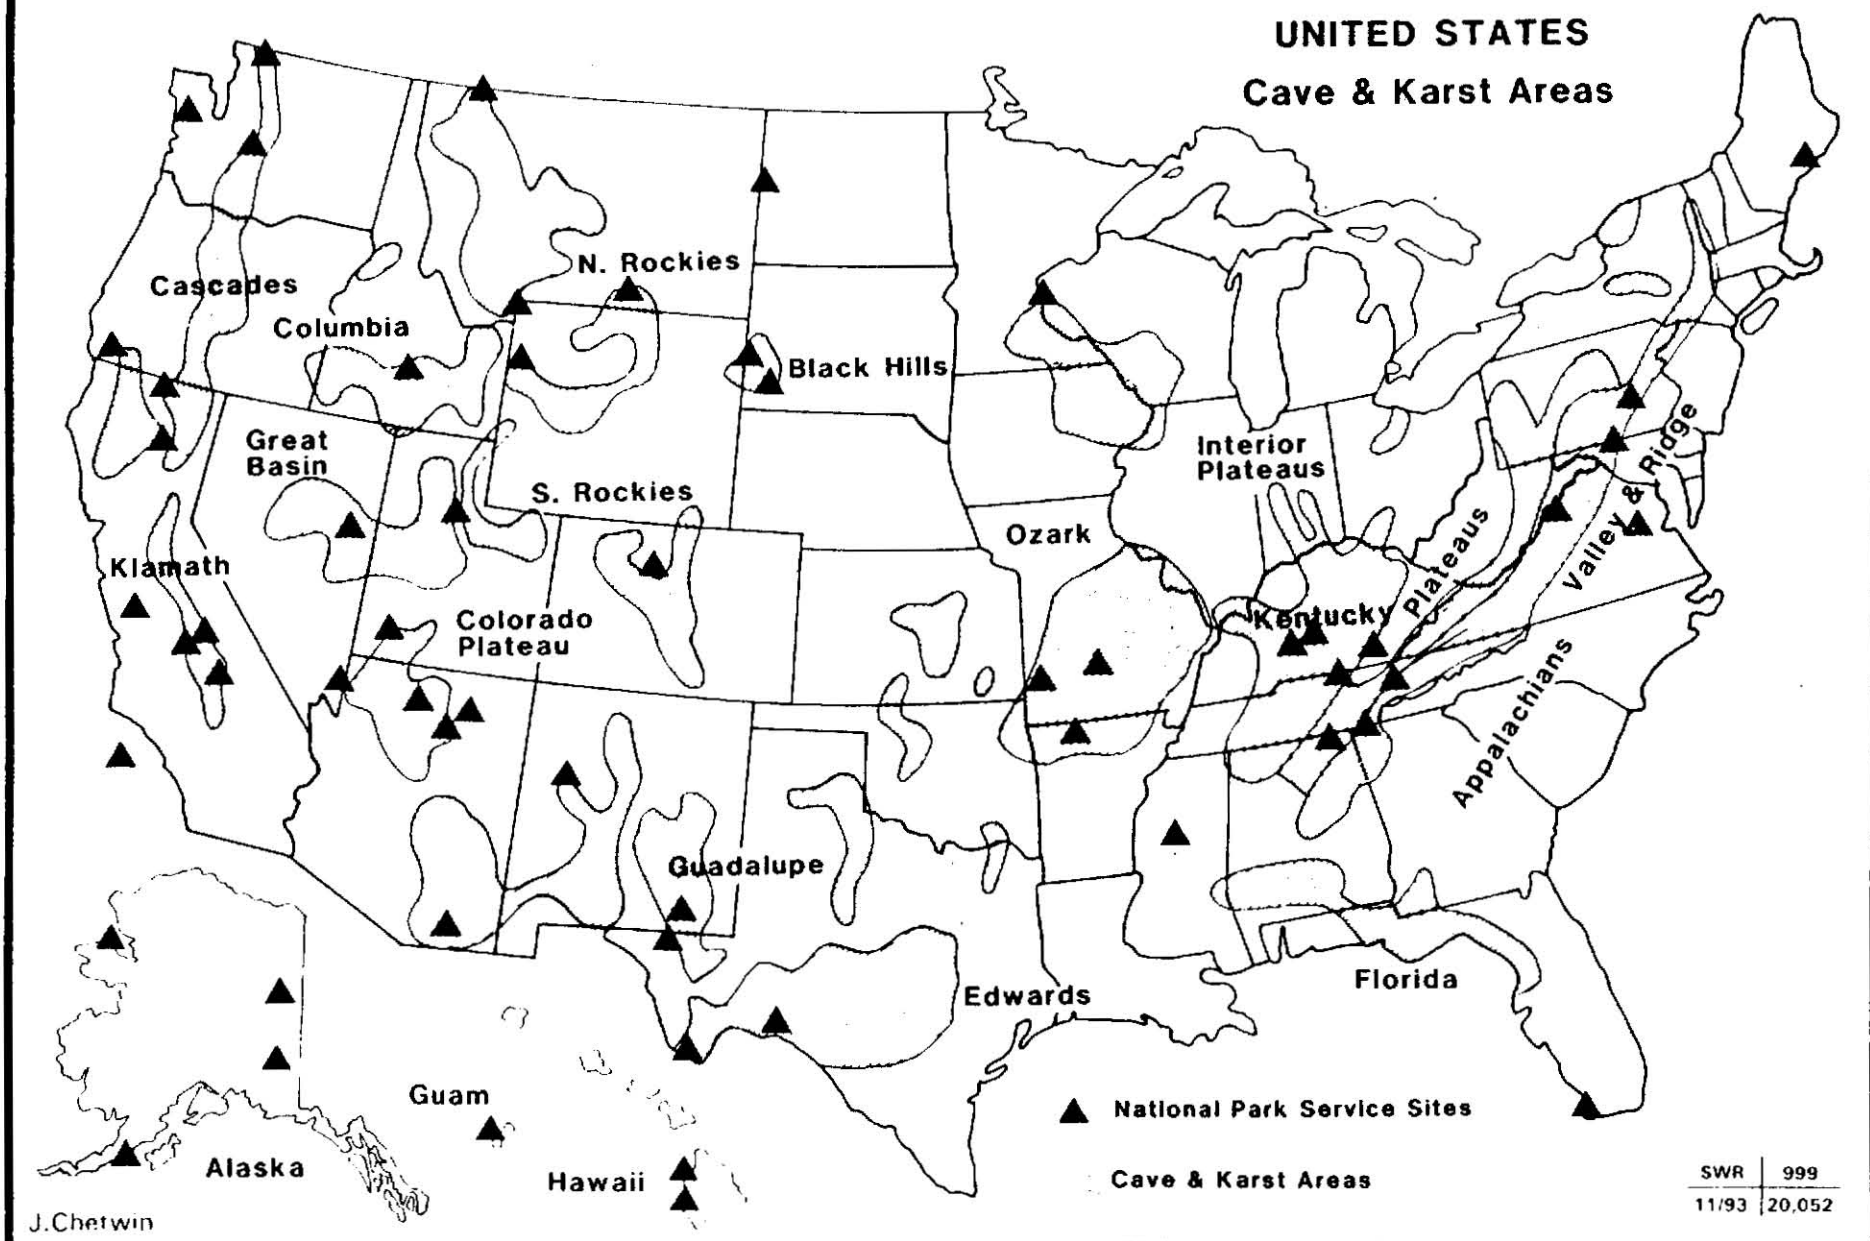 UNITED STATES
Cave & Karst Areas
N. Rockies
Cascades
Columbia
Black Hills
Great
Basin
Interior
Plateaus
Valley & Ridge
S. Rockies
Ozark
Plateaus
Klamath
Colorado
Plateau
Kentucky
Appalachians
Guadalupe
Edwards
Florida
Guam
Alaska
Hawaii
National Park Service Sites
Cave & Karst Areas
SWR 999
11/93 20,052
J.Chetwin